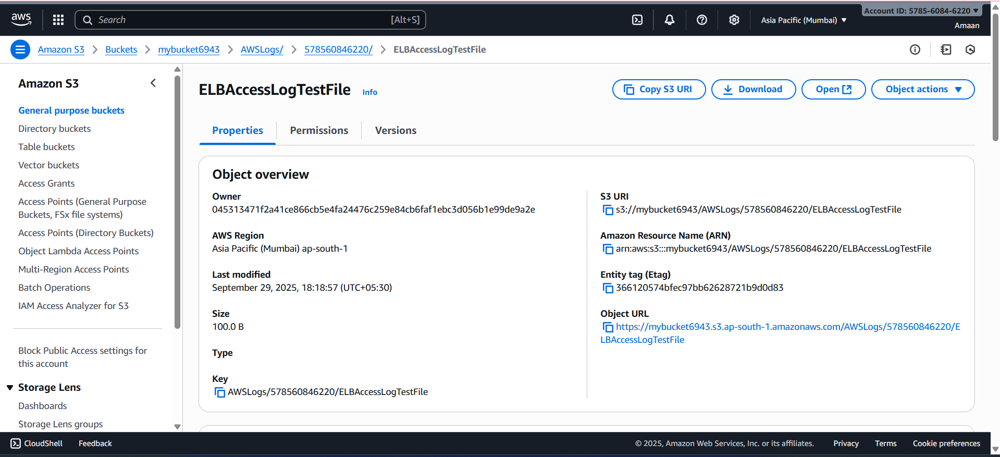 aws
Search
[Alt+S]
Asia Pacific (Mumbai)
Account ID: 5785-6084-6220
Amaan
Amazon S3
Buckets
mybucket6943
AWSLogs/
578560846220/
ELBAccessLogTestFile
Amazon S3
General purpose buckets
Directory buckets
Table buckets
Vector buckets
Access Grants
Access Points (General Purpose
Buckets, FSx file systems)
Access Points (Directory Buckets)
Object Lambda Access Points
Multi-Region Access Points
Batch Operations
IAM Access Analyzer for S3
Block Public Access settings for
this account
Storage Lens
Dashboards
Storage Lens groups
ELBAccessLogTestFile
Info
Copy S3 URI
Download
Open
Object actions
Properties
Permissions
Versions
Object overview
Owner
045313471f2a41ce866cb5e4fa24476c259e84cb6faf1ebc3d056b1e99de9a2e
AWS Region
Asia Pacific (Mumbai) ap-south-1
Last modified
September 29, 2025, 18:18:57 (UTC+05:30)
Size
100.0 B
Type
Key
AWSLogs/578560846220/ELBAccessLogTestFile
S3 URI
s3://mybucket6943/AWSLogs/578560846220/ELBAccessLogTestFile
Amazon Resource Name (ARN)
arn:aws:s3:::mybucket6943/AWSLogs/578560846220/ELBAccessLogTestFile
Entity tag (Etag)
366120574bfec97bb62628721b9d0d83
Object URL
https://mybucket6943.s3.ap-south-1.amazonaws.com/AWSLogs/578560846220/E
LBAccessLogTestFile
CloudShell
Feedback
© 2025, Amazon Web Services, Inc. or its affiliates.
Privacy
Terms
Cookie preferences